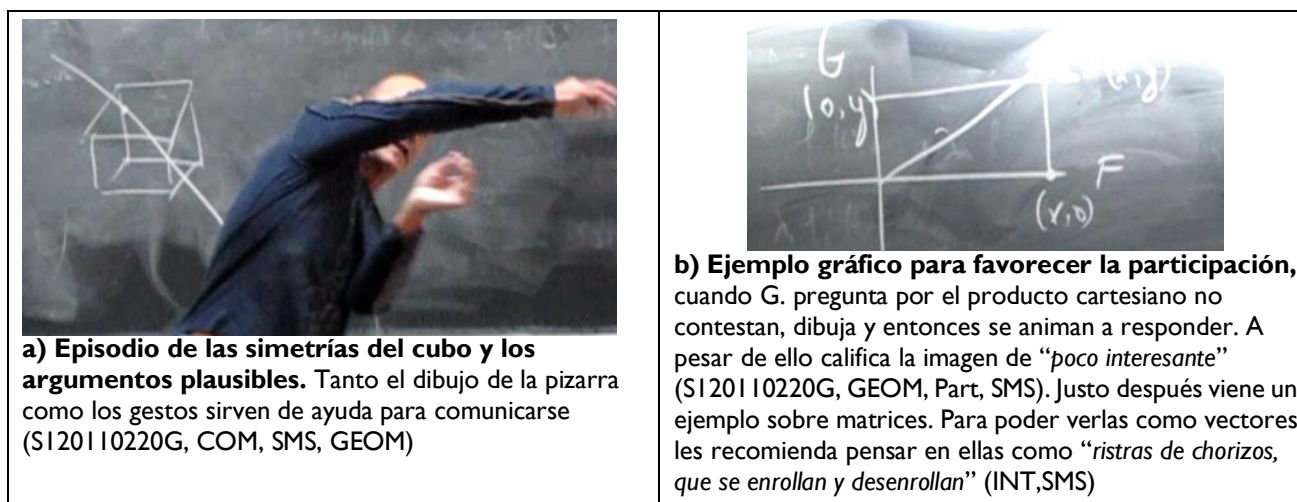 a) Episodio de las simetrías del cubo y los
argumentos plausibles. Tanto el dibujo de la pizarra
como los gestos sirven de ayuda para comunicarse
(S120110220G, COM, SMS, GEOM)
G
(0,y)
F
(x,0)
b) Ejemplo gráfico para favorecer la participación,
cuando G. pregunta por el producto cartesiano no
contestan, dibuja y entonces se animan a responder. A
pesar de ello califica la imagen de “poco interesante”
(S120110220G, GEOM, Part, SMS). Justo después viene un
ejemplo sobre matrices. Para poder verlas como vectores
les recomienda pensar en ellas como “ristras de chorizos,
que se enrollan y desenrollan” (INT,SMS)